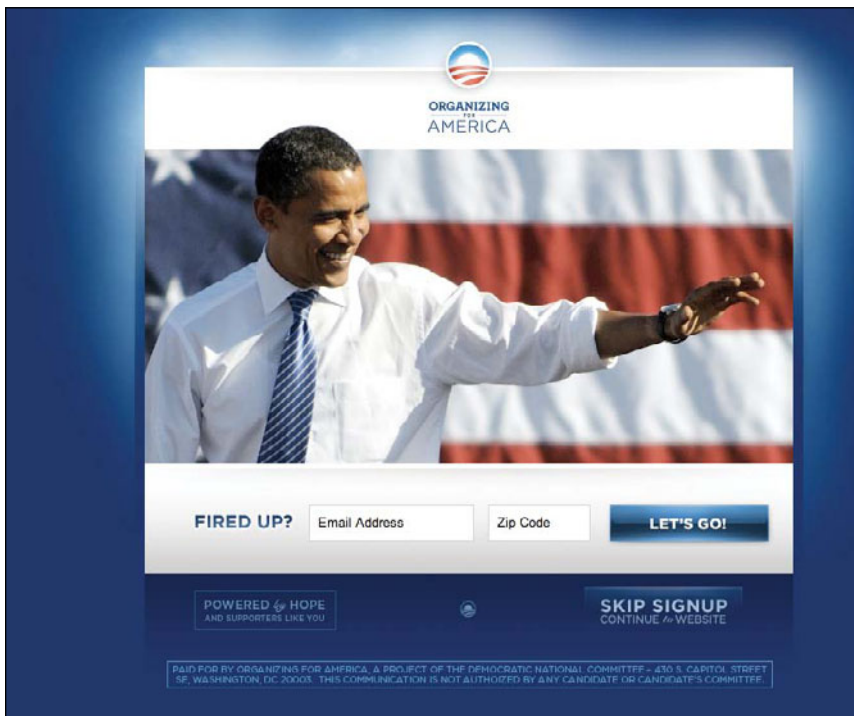 ORGANIZING
FOR
AMERICA
FIRED UP?
Email Address
Zip Code
LET'S GO!
POWERED by HOPE
AND SUPPORTERS LIKE YOU
SKIP SIGNUP
CONTINUE to WEBSITE
PAID FOR BY ORGANIZING FOR AMERICA, A PROJECT OF THE DEMOCRATIC NATIONAL COMMITTEE – 430 S. CAPITOL STREET
SE, WASHINGTON, DC 20003. THIS COMMUNICATION IS NOT AUTHOIZED BY ANY CANDIDATE OR CANDIDATE'S COMMITTEE.